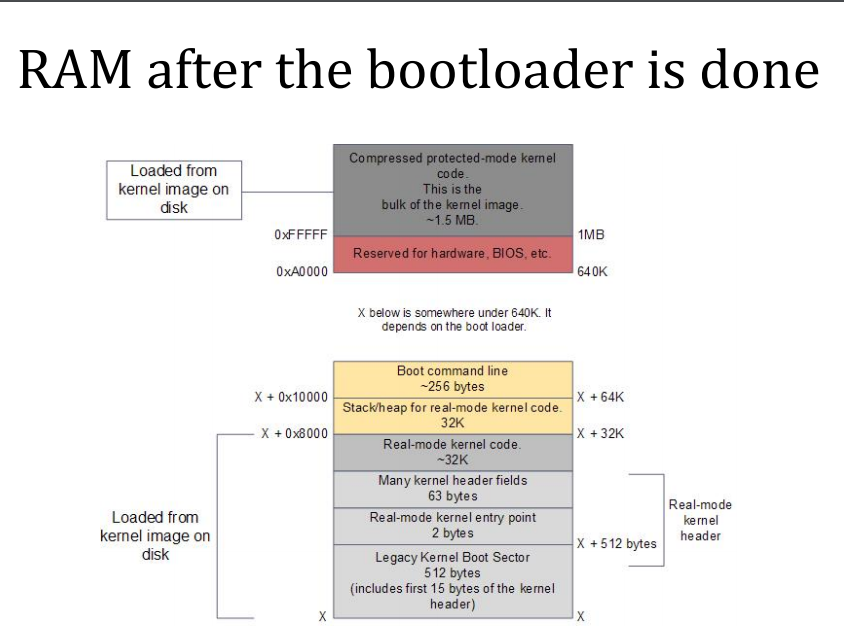 RAM after the bootloader is done
Loaded from
kernel image on
disk
Compressed protected-mode kernel
code.
This is the
bulk of the kernel image.
~1.5 MB.
0xFFFFF
1MB
Reserved for hardware, BIOS, etc.
0xA0000
640K
X below is somewhere under 640K. It
depends on the boot loader.
Boot command line
~256 bytes
X + 0x10000
X + 64K
Stack/heap for real-mode kernel code.
32K
X + 0x8000
X + 32K
Real-mode kernel code.
~32K
Many kernel header fields
63 bytes
Real-mode kernel entry point
2 bytes
X + 512 bytes
Real-mode
kernel
header
Loaded from
kernel image on
disk
Legacy Kernel Boot Sector
512 bytes
(includes first 15 bytes of the kernel
header)
X
X